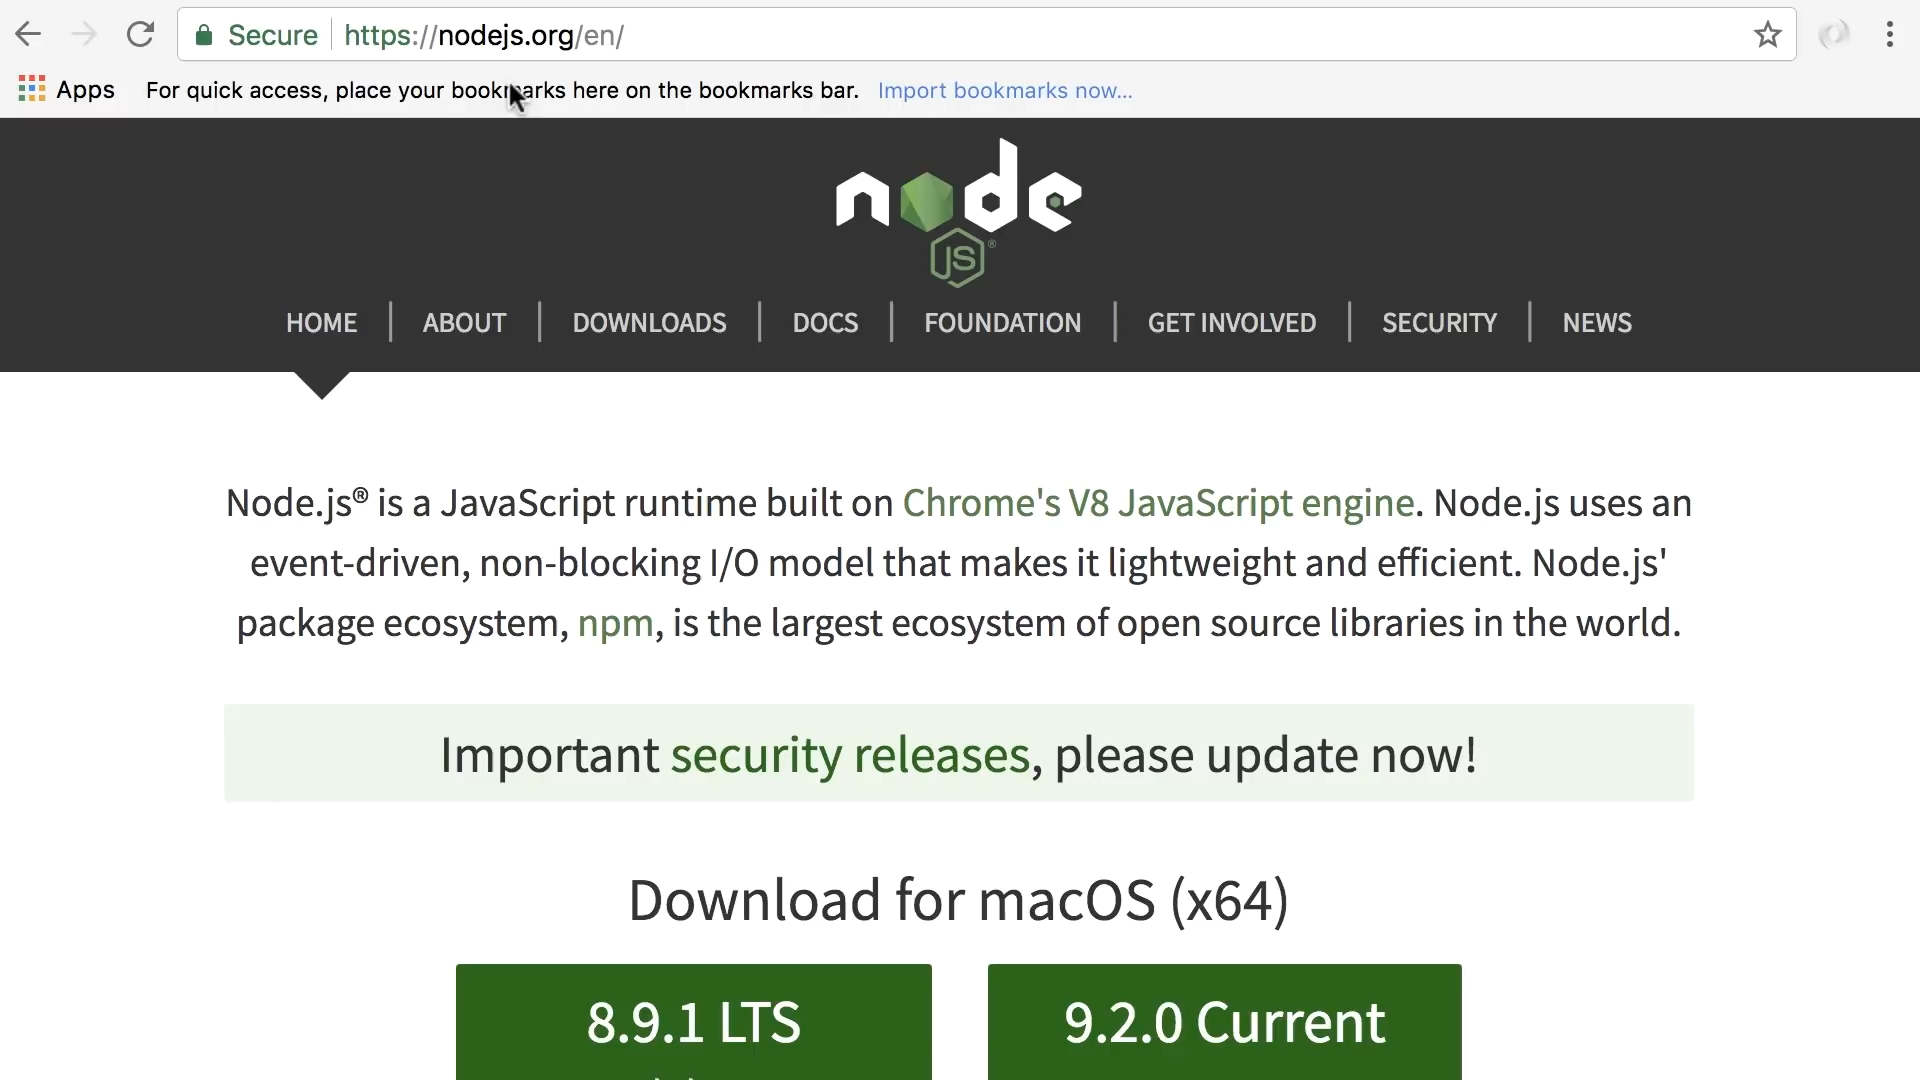 Secure | https://nodejs.org/en/
Apps For quick access, place your bookmarks here on the bookmarks bar. Import bookmarks now...
node
JS®
HOME | ABOUT | DOWNLOADS | DOCS | FOUNDATION | GET INVOLVED | SECURITY | NEWS
Node.js® is a JavaScript runtime built on Chrome's V8 JavaScript engine. Node.js uses an
event-driven, non-blocking I/O model that makes it lightweight and efficient. Node.js'
package ecosystem, npm, is the largest ecosystem of open source libraries in the world.
Important security releases, please update now!
Download for macOS (x64)
8.9.1 LTS 9.2.0 Current